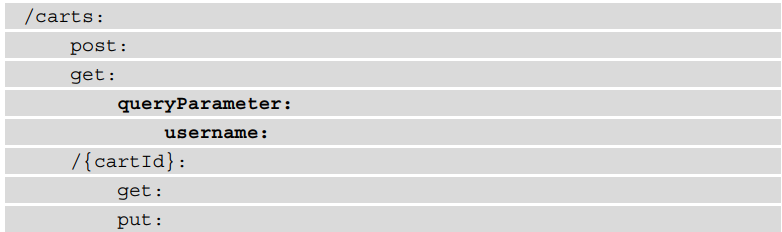 /carts:
post:
get:
queryParameter:
username:
/{cartId}:
get:
put: